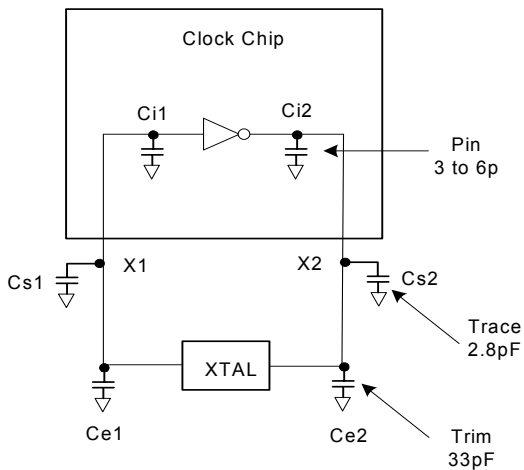 Clock Chip
Ci1
Ci2
Pin
3 to 6p
Cs1
X1
X2
Cs2
Trace
2.8pF
XTAL
Ce1
Ce2
Trim
33pF